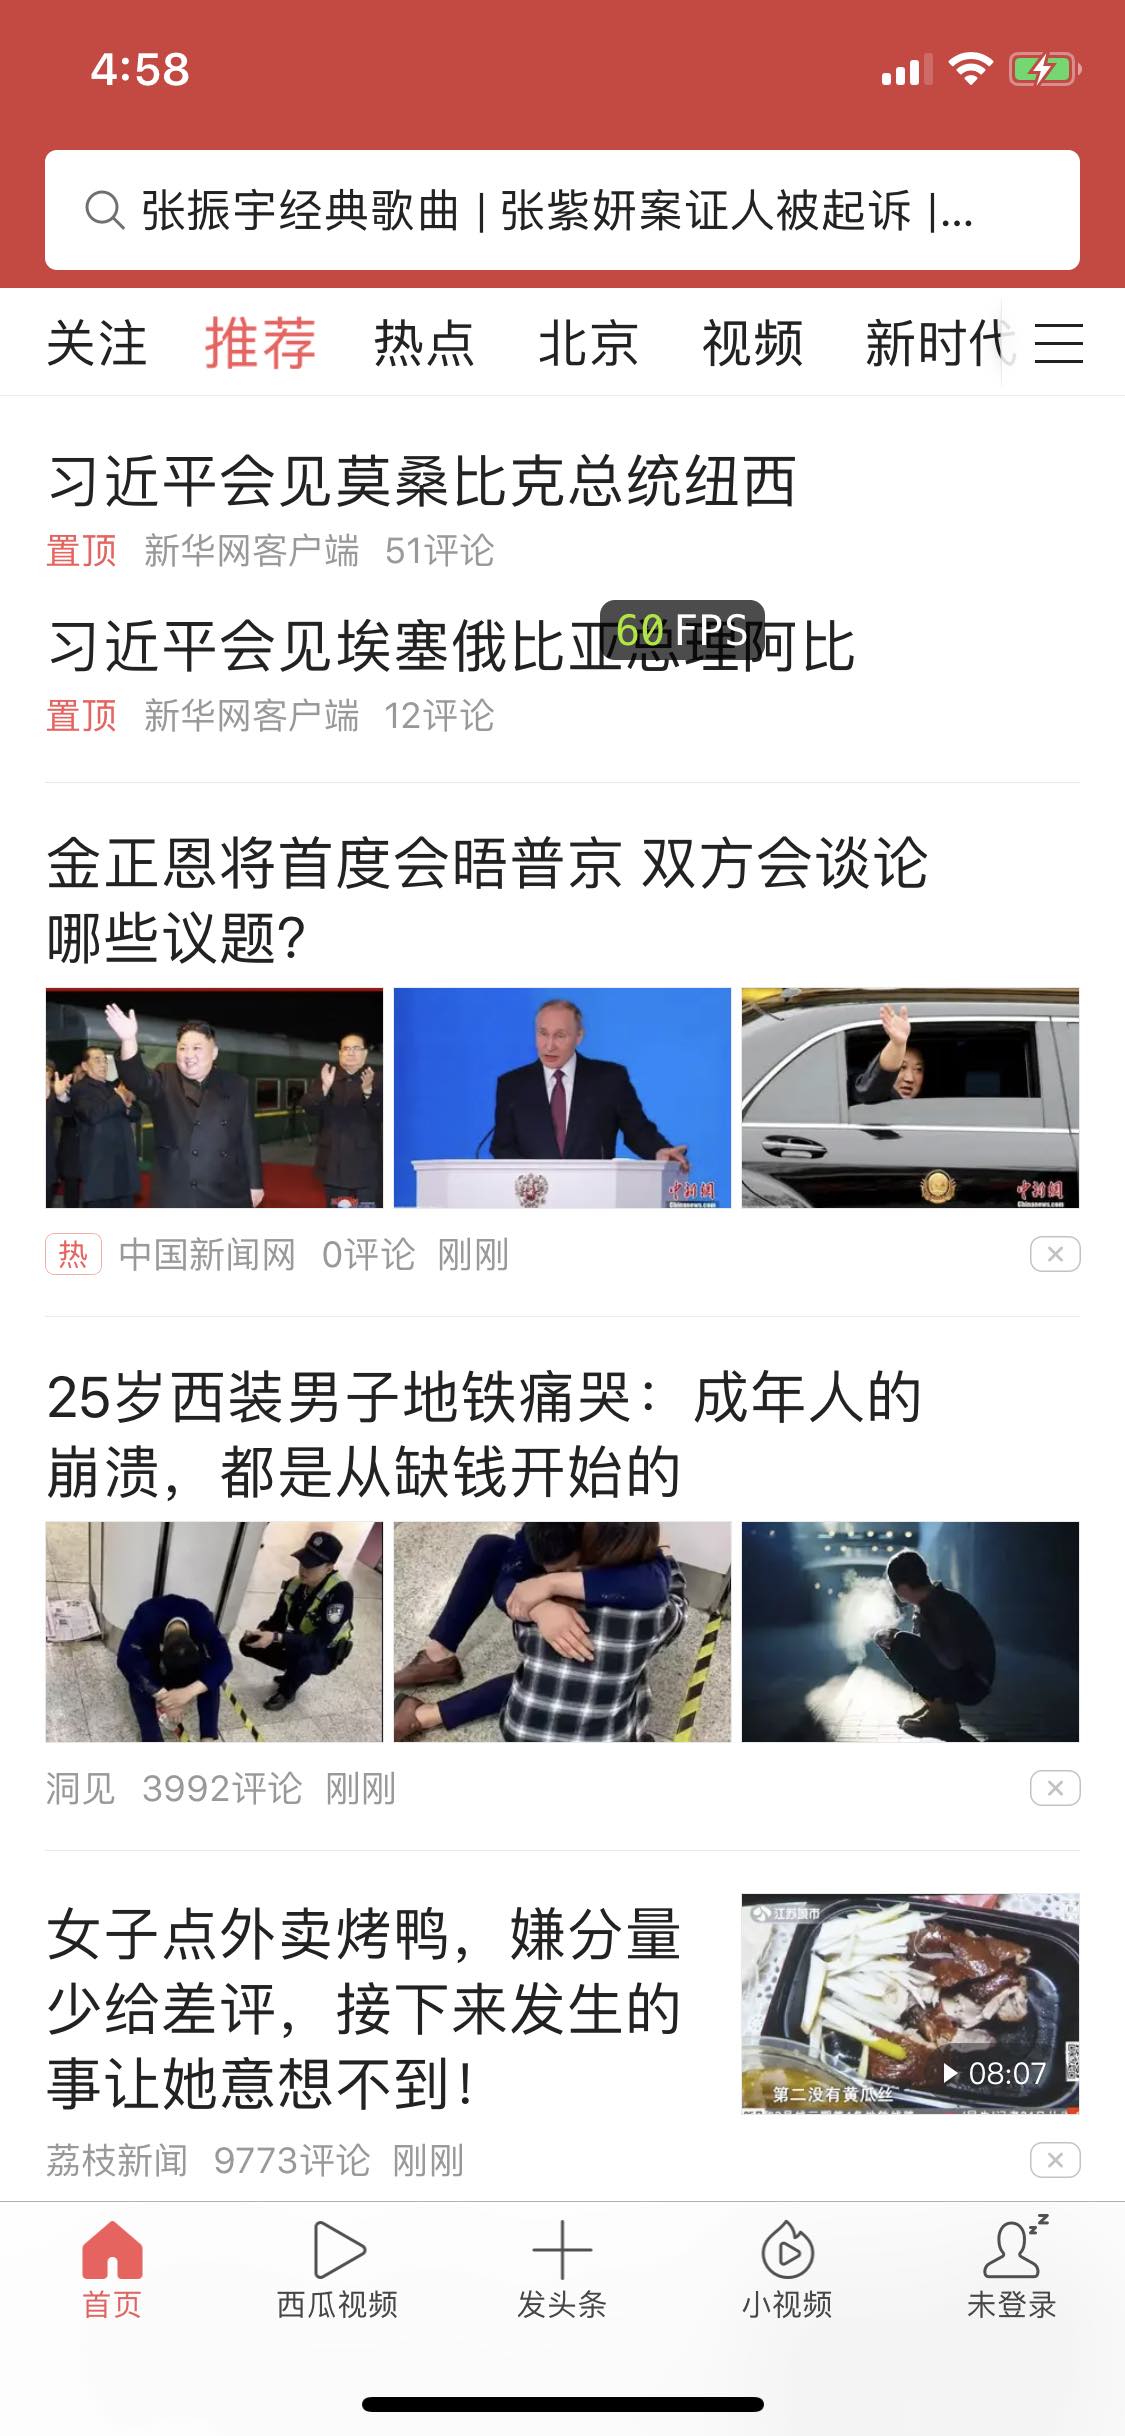 4:58
张振宇经典歌曲 | 张紫妍案证人被起诉 |...
关注 推荐 热点 北京 视频 新时代
习近平会见莫桑比克总统纽西
置顶 新华网客户端 51评论
60 FPS
习近平会见埃塞俄比亚总理阿比
置顶 新华网客户端 12评论
金正恩将首度会晤普京 双方会谈论
哪些议题?
中新网
Chinanews.com
中新网
Chinanews.com
热 中国新闻网 0评论 刚刚
25岁西装男子地铁痛哭：成年人的
崩溃，都是从缺钱开始的
洞见 3992评论 刚刚
女子点外卖烤鸭，嫌分量
少给差评，接下来发生的
事让她意想不到！
江苏城市
08:07
第二没有黄瓜丝
荔枝新闻 9773评论 刚刚
首页 西瓜视频 发头条 小视频 未登录